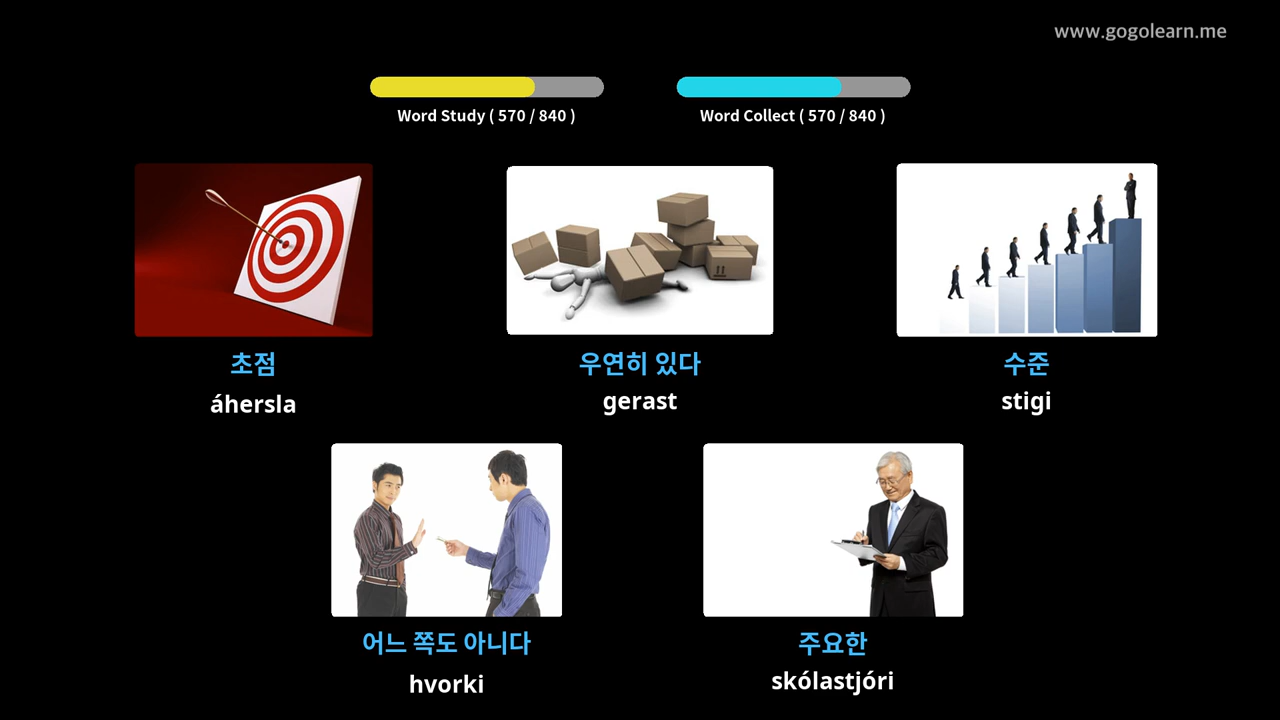 www.gogolearn.me
Word Study ( 570 / 840 )
Word Collect ( 570 / 840 )
초점
áhersla
우연히 있다
gerast
수준
stigi
어느 쪽도 아니다
hvorki
주요한
skólastjóri